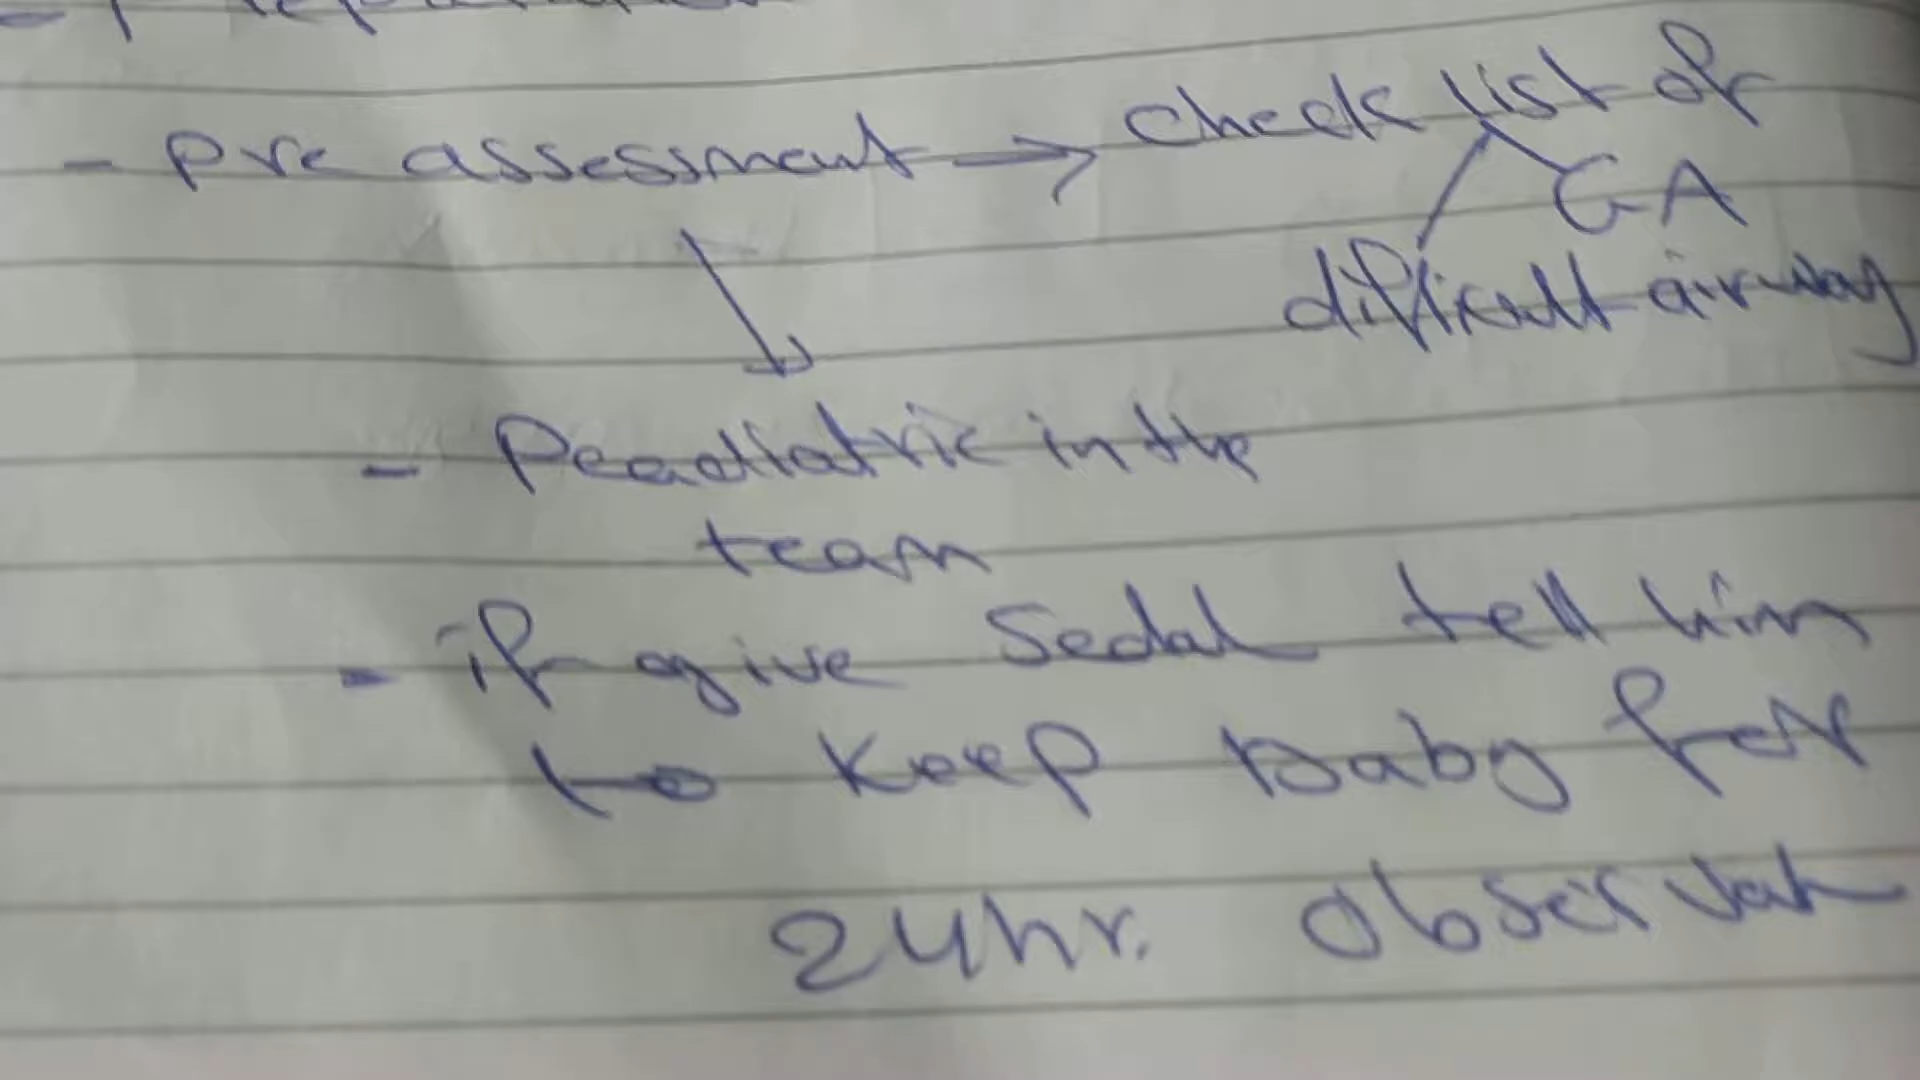 - pre assessment → check list of
GA
difficult airway
- Peadiatric in the
team
- if give Sedat tell him
to keep baby for
24hr. observat